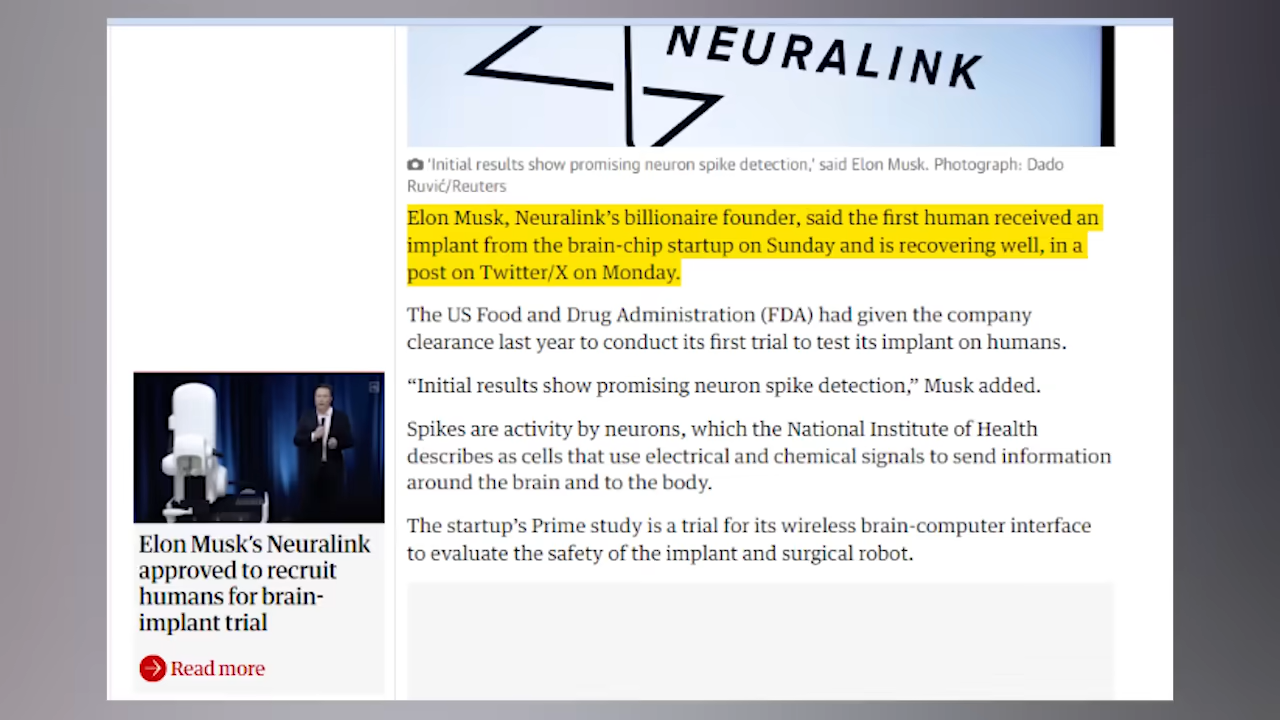 NEURALINK
'Initial results show promising neuron spike detection,' said Elon Musk. Photograph: Dado
Ruvić/Reuters
Elon Musk, Neuralink’s billionaire founder, said the first human received an
implant from the brain-chip startup on Sunday and is recovering well, in a
post on Twitter/X on Monday.
The US Food and Drug Administration (FDA) had given the company
clearance last year to conduct its first trial to test its implant on humans.
“Initial results show promising neuron spike detection,” Musk added.
Spikes are activity by neurons, which the National Institute of Health
describes as cells that use electrical and chemical signals to send information
around the brain and to the body.
The startup’s Prime study is a trial for its wireless brain-computer interface
to evaluate the safety of the implant and surgical robot.
Elon Musk’s Neuralink
approved to recruit
humans for brain-
implant trial
Read more